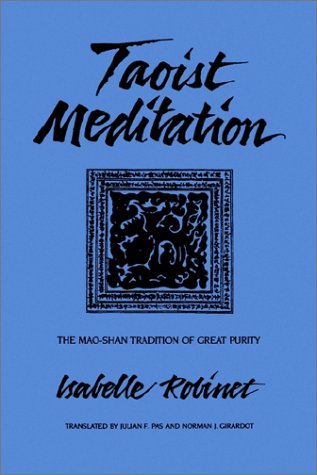 Taoist
Meditation
THE MAO-SHAN TRADITION OF GREAT PURITY
Isabelle Robinet
TRANSLATED BY JULIAN F. PAS AND NORMAN J. GIRARDOT